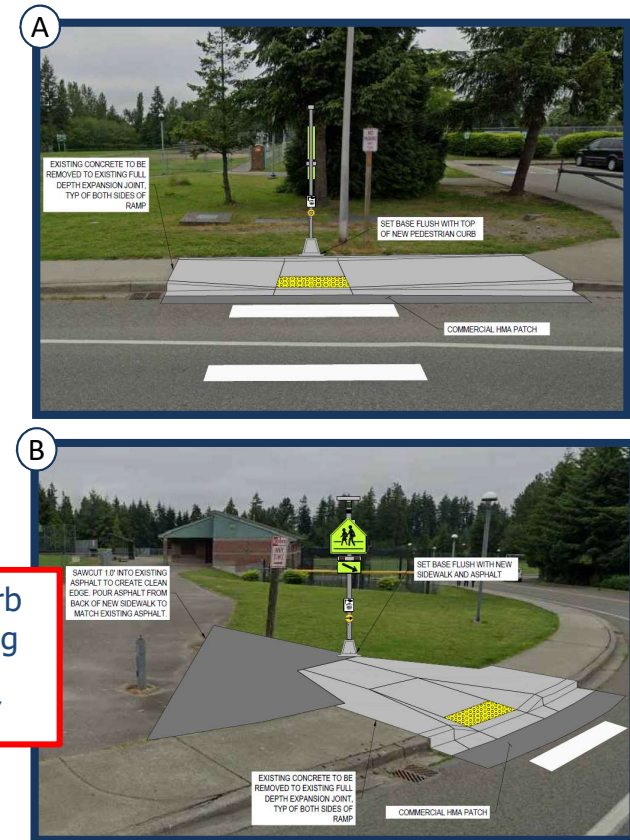 A
EXISTING CONCRETE TO BE
REMOVED TO EXISTING FULL
DEPTH EXPANSION JOINT,
TYP OF BOTH SIDES OF
RAMP
SET BASE FLUSH WITH TOP
OF NEW PEDESTRIAN CURB
COMMERCIAL HMA PATCH
B
SAWCUT 1.0' INTO EXISTING
ASPHALT TO CREATE CLEAN
EDGE. POUR ASPHALT FROM
BACK OF NEW SIDEWALK TO
MATCH EXISTING ASPHALT.
SET BASE FLUSH WITH NEW
SIDEWALK AND ASPHALT
EXISTING CONCRETE TO BE
REMOVED TO EXISTING FULL
DEPTH EXPANSION JOINT,
TYP OF BOTH SIDES OF
RAMP
COMMERCIAL HMA PATCH